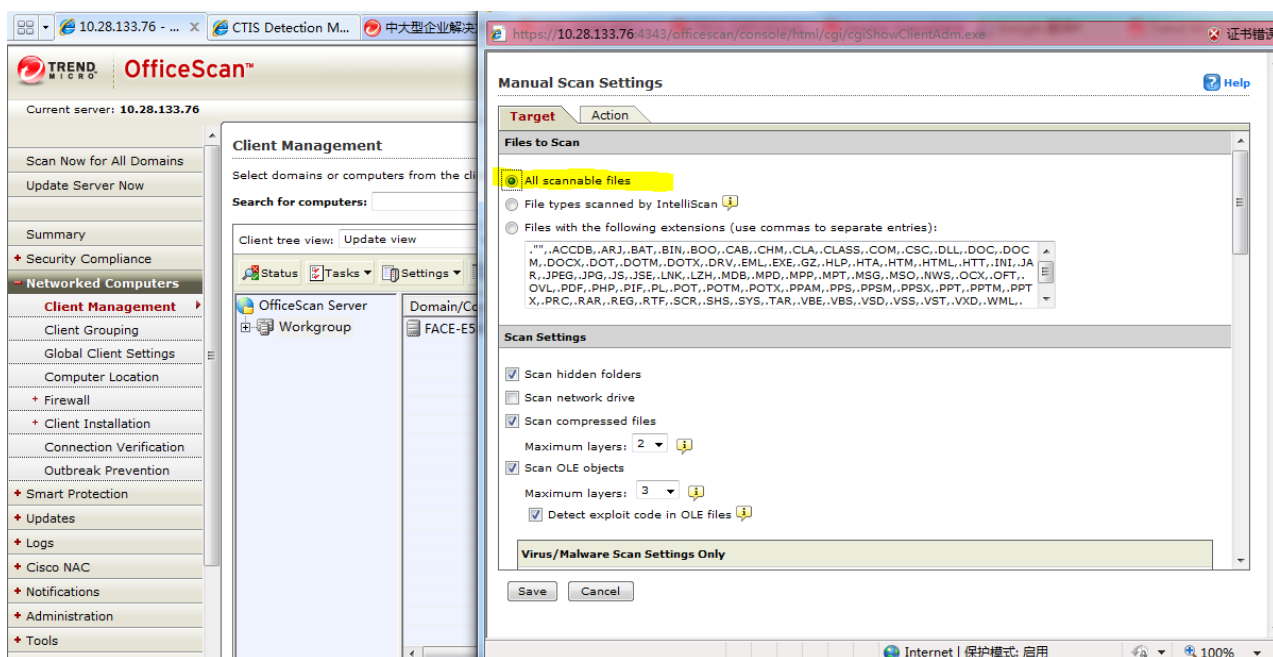 10.28.133.76 - ...
CTIS Detection M...
中大型企业解决
https://10.28.133.76:4343/officescan/console/html/cgi/cgiShowClientAdm.exe
证书错误
TREND MICRO
OfficeScan™
Current server: 10.28.133.76
Scan Now for All Domains
Update Server Now
Summary
+ Security Compliance
- Networked Computers
Client Management
Client Grouping
Global Client Settings
Computer Location
+ Firewall
+ Client Installation
Connection Verification
Outbreak Prevention
+ Smart Protection
+ Updates
+ Logs
+ Cisco NAC
+ Notifications
+ Administration
+ Tools
Client Management
Select domains or computers from the cli
Search for computers:
Client tree view: Update view
Status Tasks Settings
OfficeScan Server
Workgroup
Domain/Co
FACE-E5
Manual Scan Settings
Help
Target Action
Files to Scan
All scannable files
File types scanned by IntelliScan
Files with the following extensions (use commas to separate entries):
."",.ACCDB,.ARJ,.BAT,.BIN,.BOO,.CAB,.CHM,.CLA,.CLASS,.COM,.CSC,.DLL,.DOC,.DOC
M,.DOCX,.DOT,.DOTM,.DOTX,.DRV,.EML,.EXE,.GZ,.HLP,.HTA,.HTM,.HTML,.HTT,.INI,.JA
R,.JPEG,.JPG,.JS,.JSE,.LNK,.LZH,.MDB,.MPD,.MPP,.MPT,.MSG,.MSO,.NWS,.OCX,.OFT,.
OVL,.PDF,.PHP,.PIF,.PL,.POT,.POTM,.POTX,.PPAM,.PPS,.PPSM,.PPSX,.PPT,.PPTM,.PPT
X,.PRC,.RAR,.REG,.RTF,.SCR,.SHS,.SYS,.TAR,.VBE,.VBS,.VSD,.VSS,.VST,.VXD,.WML,.
Scan Settings
Scan hidden folders
Scan network drive
Scan compressed files
Maximum layers: 2
Scan OLE objects
Maximum layers: 3
Detect exploit code in OLE files
Virus/Malware Scan Settings Only
Save Cancel
Internet | 保护模式: 启用
100%